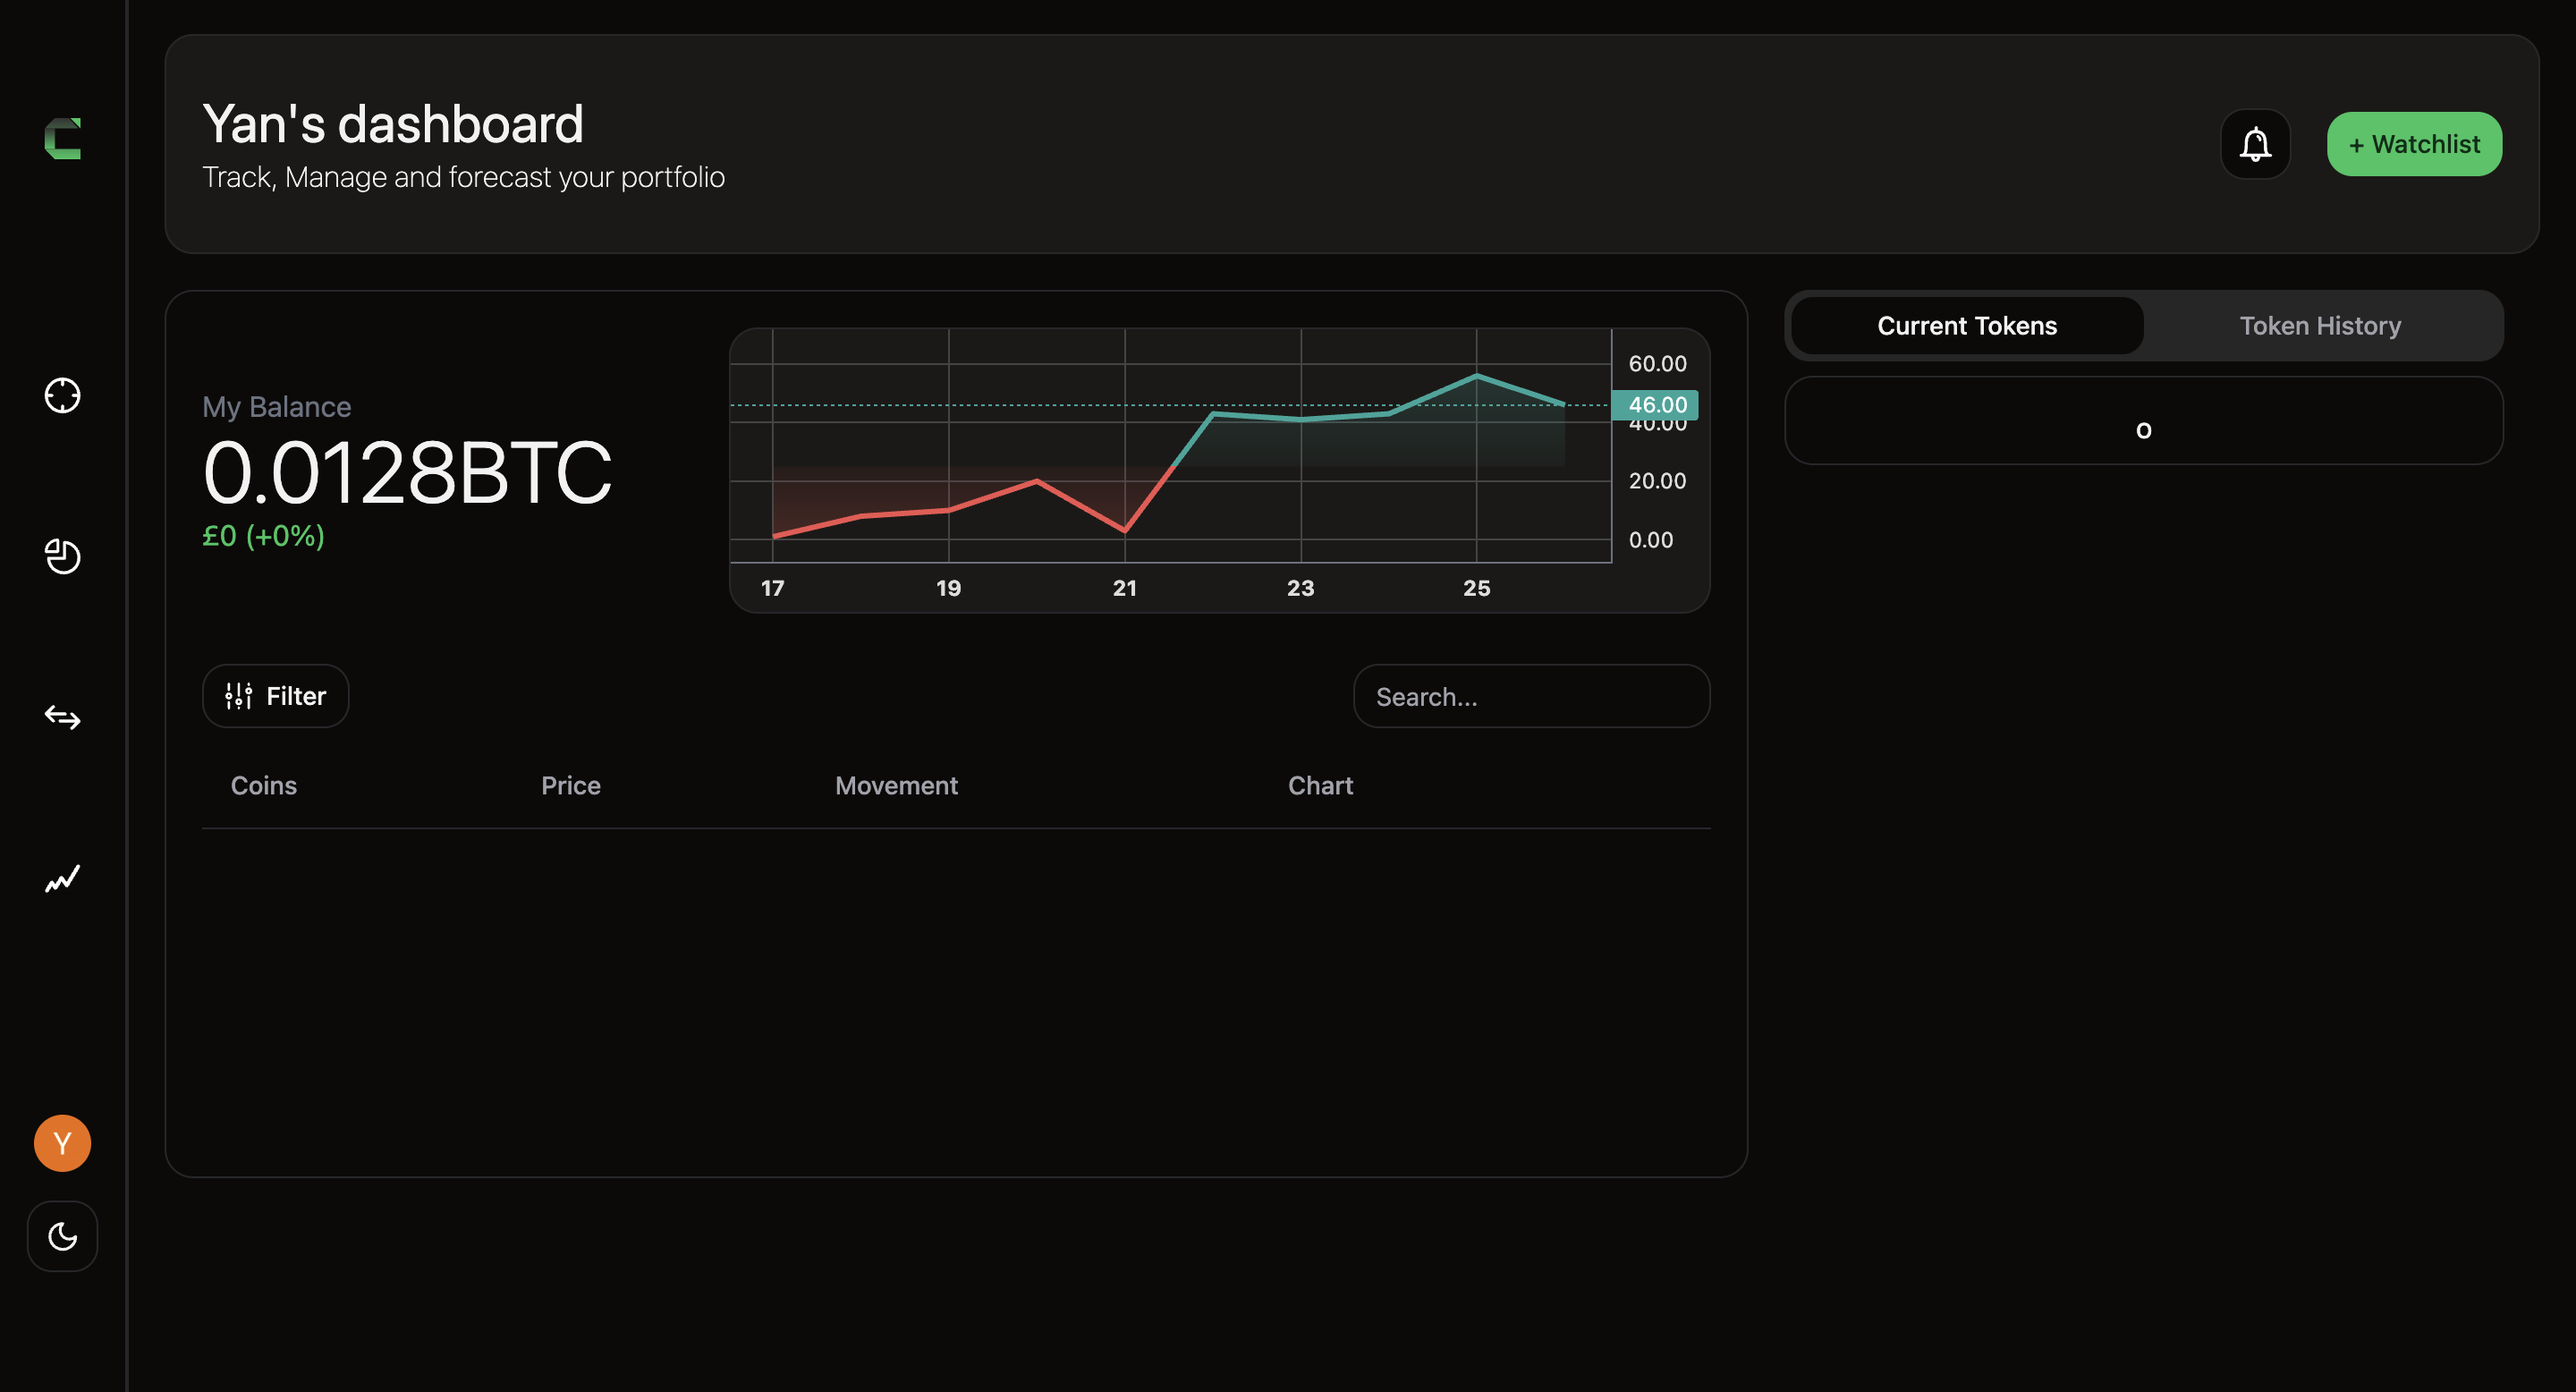 Yan's dashboard
Track, Manage and forecast your portfolio
+ Watchlist
My Balance
0.0128BTC
£0 (+0%)
60.00
46.00
40.00
20.00
0.00
17 19 21 23 25
Current Tokens Token History
0
Filter
Search...
Coins Price Movement Chart
Y